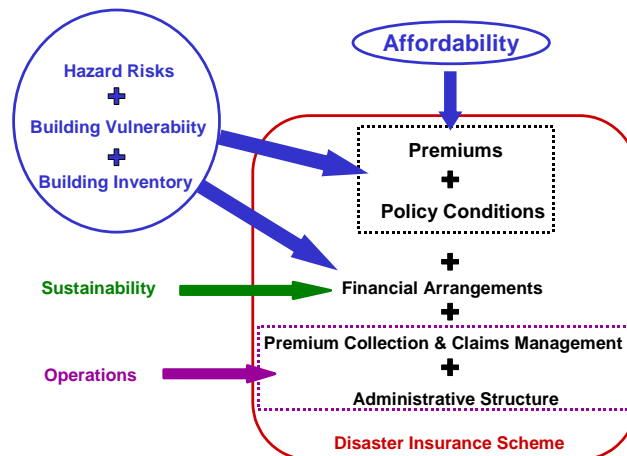 Affordability
Hazard Risks
+
Building Vulnerabiity
+
Building Inventory
Premiums
+
Policy Conditions
+
Sustainability
Financial Arrangements
+
Premium Collection & Claims Management
+
Operations
Administrative Structure
Disaster Insurance Scheme